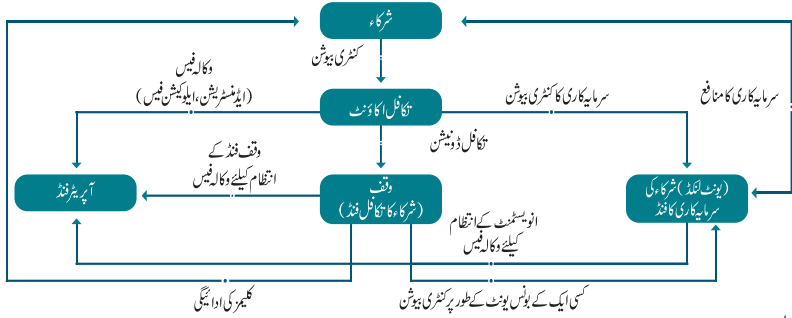 شرکاء
کنٹری بیوشن
وکالہ فیس
(ایڈمنسٹریشن، ایلوکیشن فیس)
تکافل اکاؤنٹ
سرمایہ کاری کا کنٹری بیوشن
سرمایہ کاری کا منافع
تکافل ڈونیشن
وقف فنڈ کے
انتظام کیلئے وکالہ فیس
آپریٹر فنڈ
وقف
(شرکاء کا تکافل فنڈ)
(یونٹ لنکڈ) شرکاء کی
سرمایہ کاری کا فنڈ
انویسٹمنٹ کے انتظام
کیلئے وکالہ فیس
کلیمز کی ادائیگی
کسی ایک کے بونس یونٹ کے طور پر کنٹری بیوشن